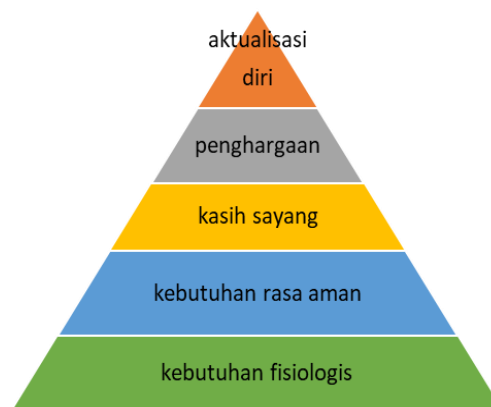 aktualisasi
diri
penghargaan
kasih sayang
kebutuhan rasa aman
kebutuhan fisiologis